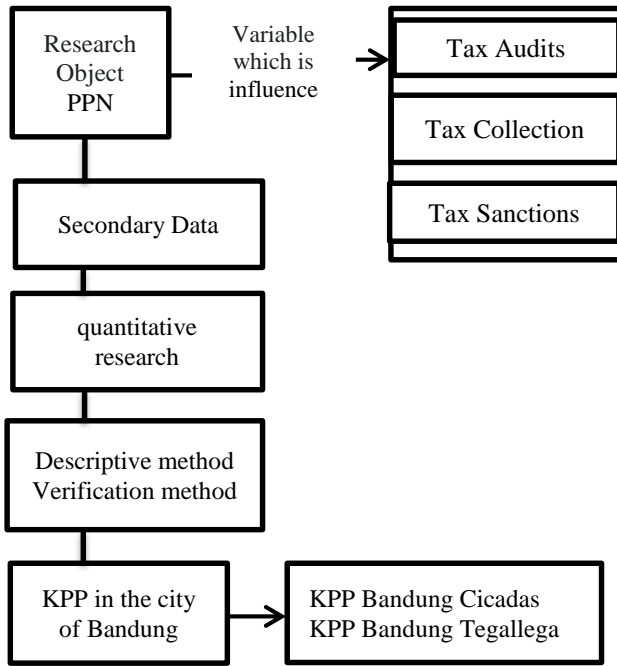 Research
Object
PPN
Variable
which is
influence
Tax Audits
Tax Collection
Tax Sanctions
Secondary Data
quantitative
research
Descriptive method
Verification method
KPP in the city
of Bandung
KPP Bandung Cicadas
KPP Bandung Tegallega